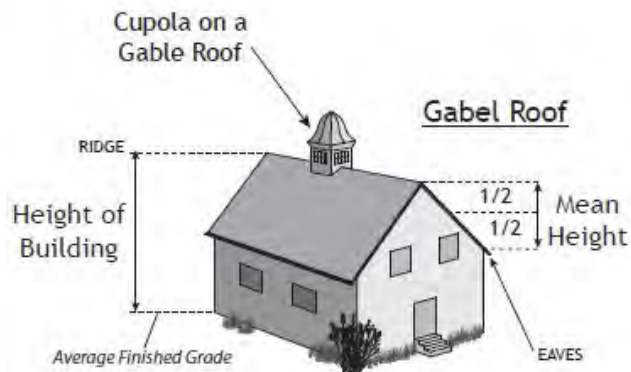 Cupola on a
Gable Roof
Gabel Roof
RIDGE
1/2
Height of
Building
1/2
Mean
Height
Average Finished Grade
EAVES